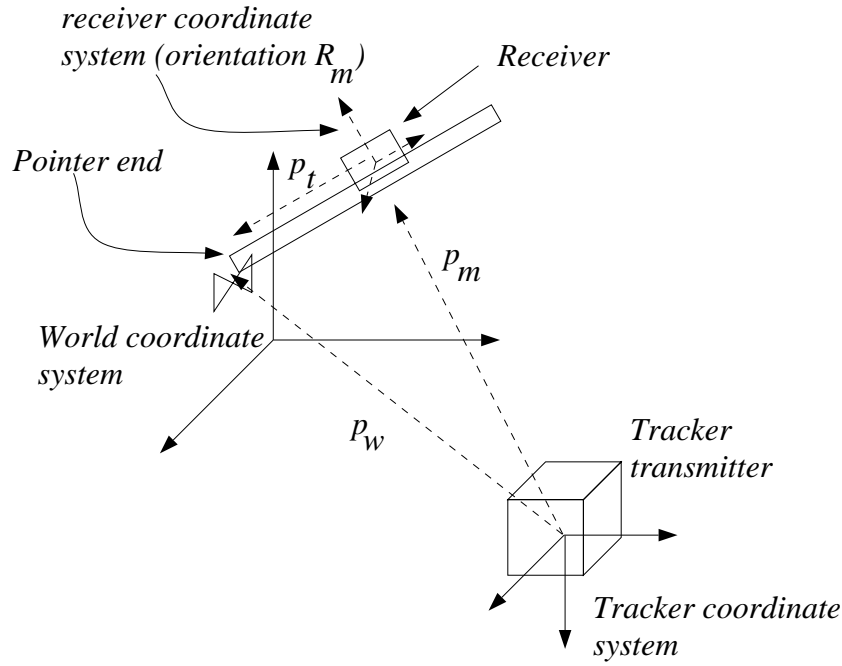 receiver coordinate
system (orientation R_m)
Receiver
Pointer end
p_t
p_m
World coordinate
system
p_w
Tracker
transmitter
Tracker coordinate
system